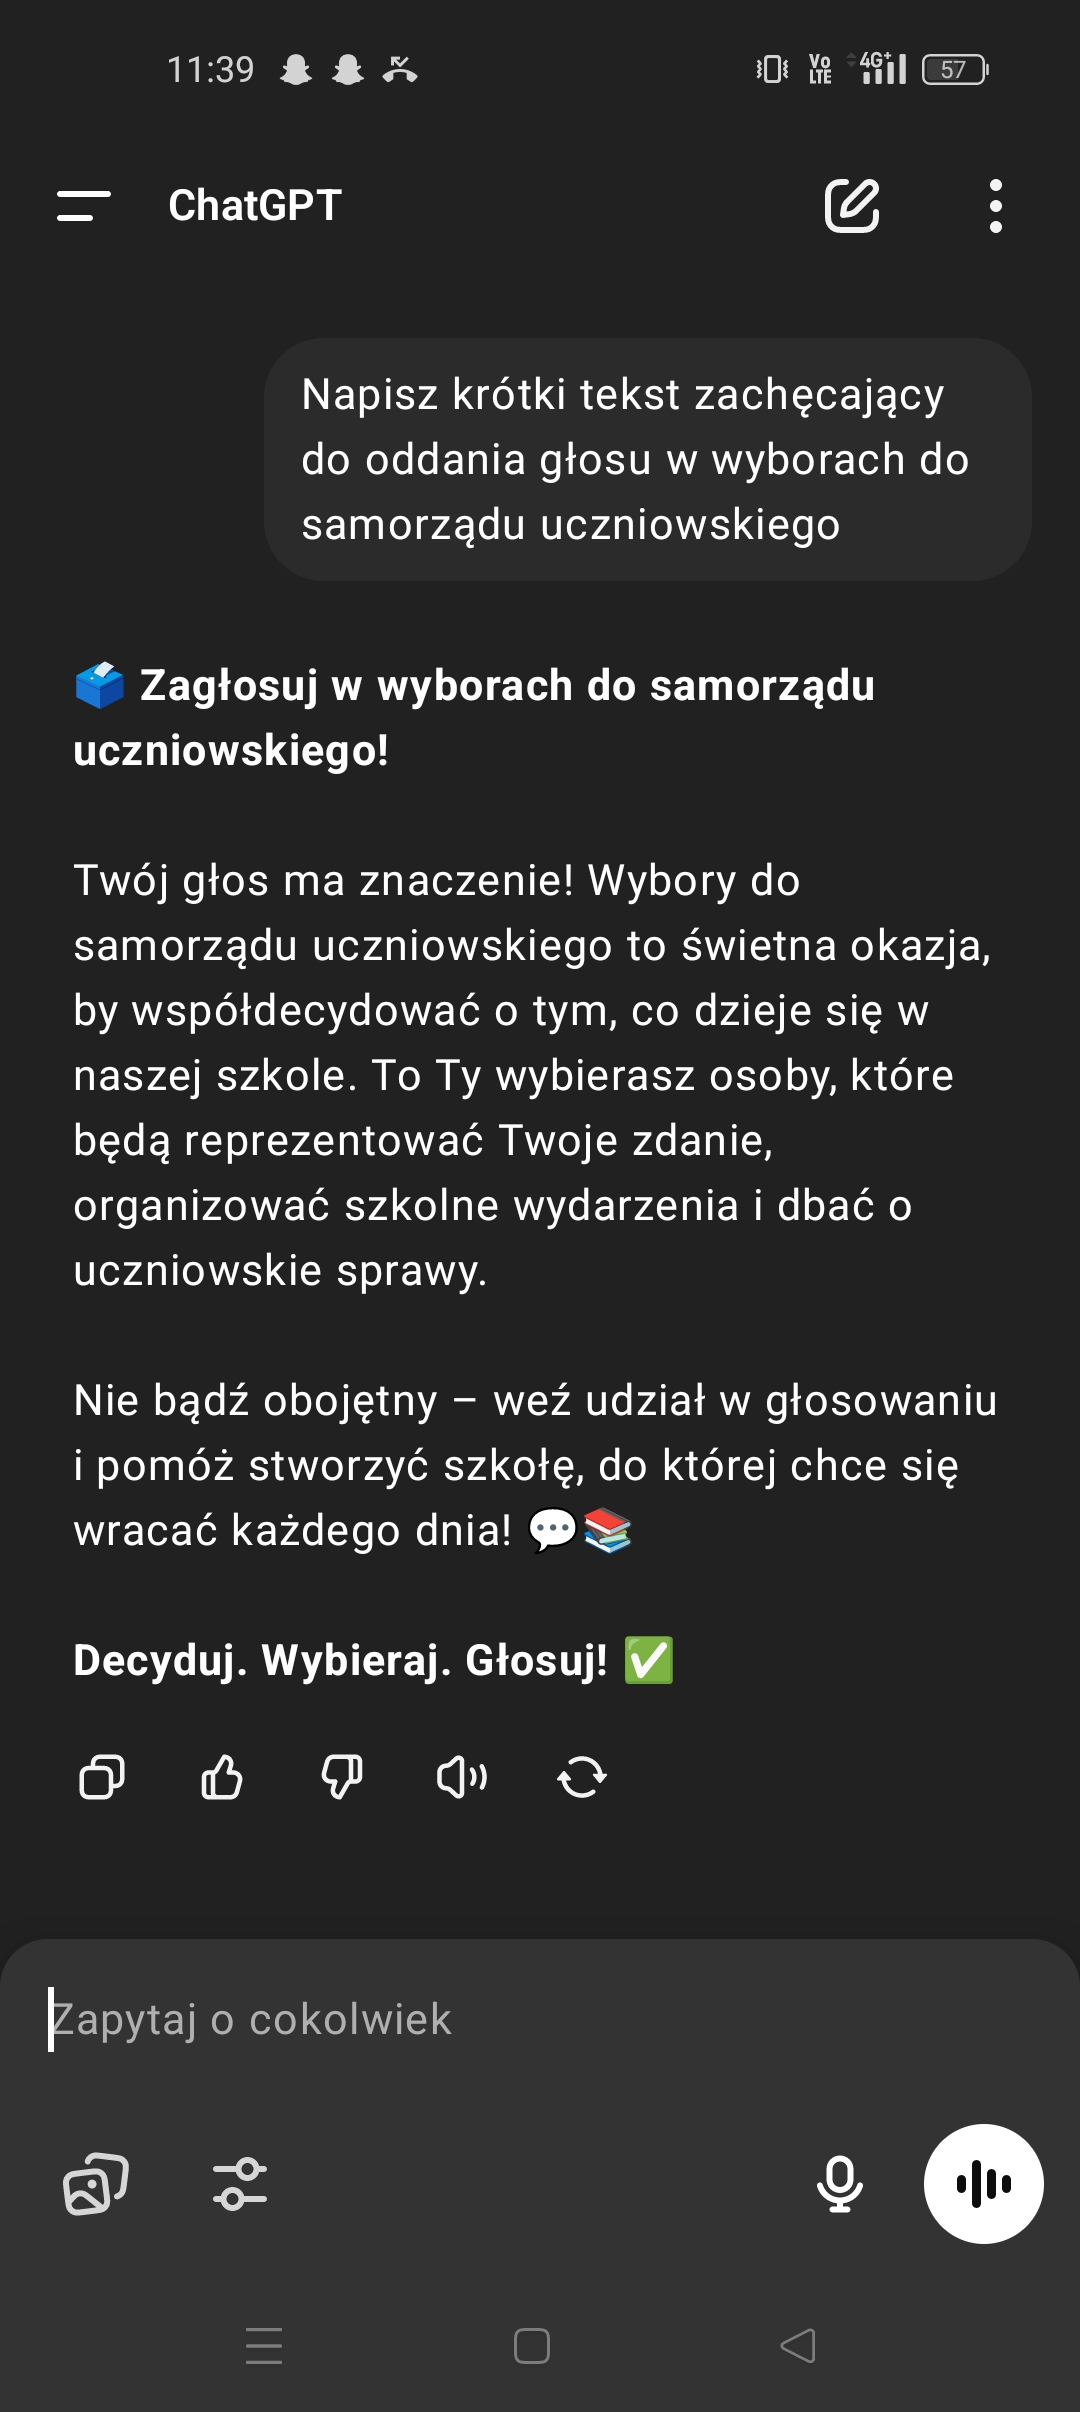 11:39 Vo LTE 4G+ 57
ChatGPT
Napisz krótki tekst zachęcający
do oddania głosu w wyborach do
samorządu uczniowskiego
🗳️ Zagłosuj w wyborach do samorządu
uczniowskiego!
Twój głos ma znaczenie! Wybory do
samorządu uczniowskiego to świetna okazja,
by współdecydować o tym, co dzieje się w
naszej szkole. To Ty wybierasz osoby, które
będą reprezentować Twoje zdanie,
organizować szkolne wydarzenia i dbać o
uczniowskie sprawy.
Nie bądź obojętny – weź udział w głosowaniu
i pomóż stworzyć szkołę, do której chce się
wracać każdego dnia! 💬📚
Decyduj. Wybieraj. Głosuj! ✅
Zapytaj o cokolwiek